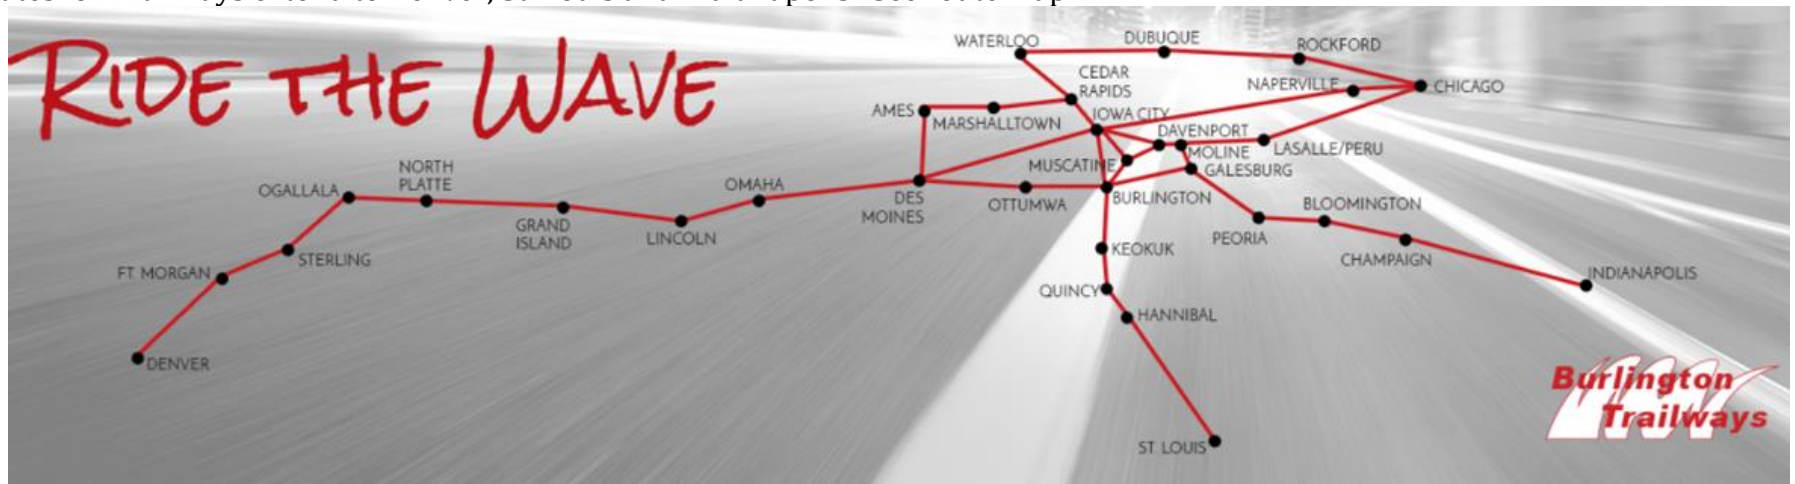 RIDE THE WAVE
WATERLOO
DUBUQUE
ROCKFORD
CEDAR
RAPIDS
NAPERVILLE
CHICAGO
AMES
MARSHALLTOWN
IOWA CITY
DAVENPORT
MOLINE
LASALLE/PERU
MUSCATINE
GALESBURG
NORTH
PLATTE
OGALLALA
OMAHA
DES
MOINES
OTTUMWA
BURLINGTON
BLOOMINGTON
GRAND
ISLAND
LINCOLN
PEORIA
STERLING
KEOKUK
CHAMPAIGN
FT MORGAN
INDIANAPOLIS
QUINCY
HANNIBAL
DENVER
ST. LOUIS
Burlington
Trailways